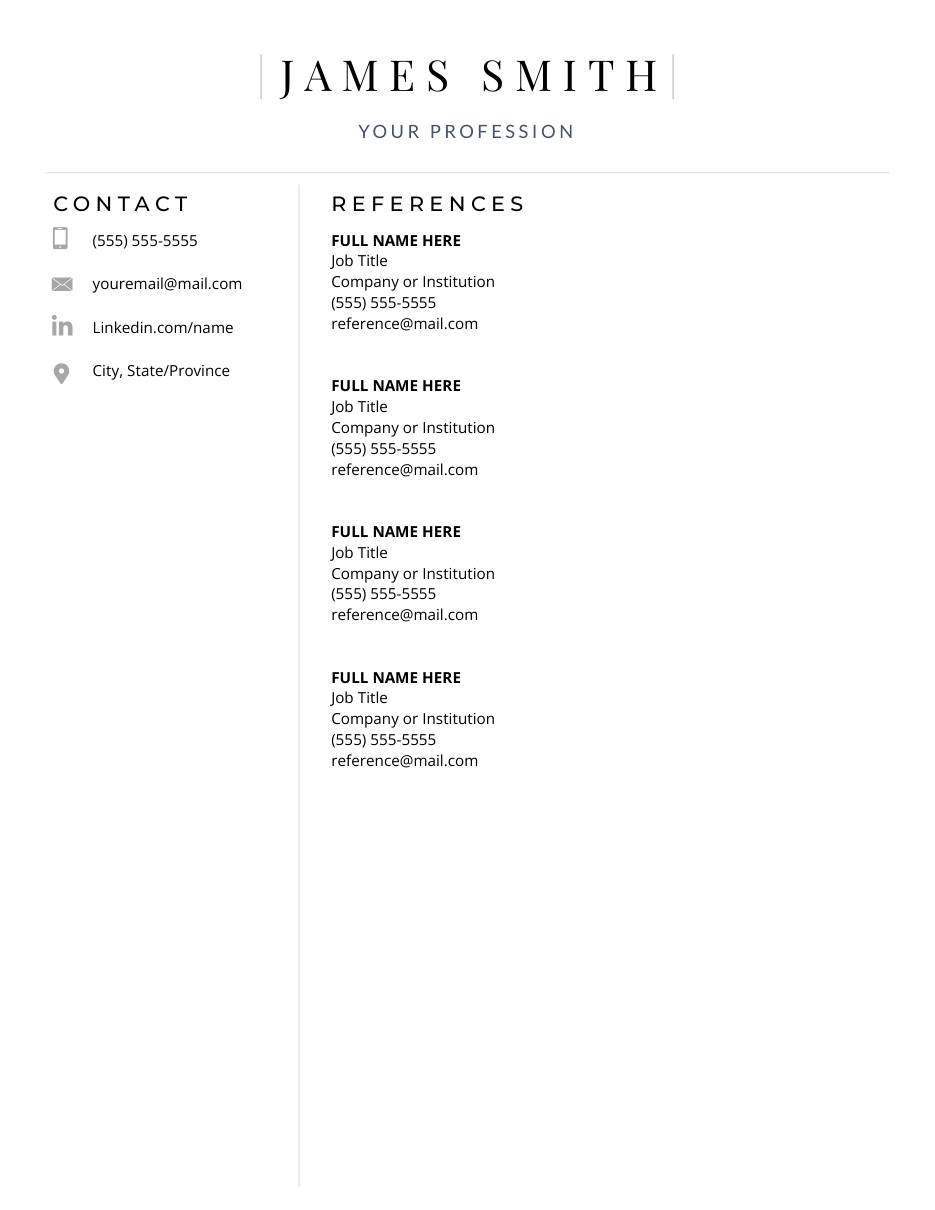 JAMES SMITH
YOUR PROFESSION
CONTACT
(555) 555-5555
youremail@mail.com
Linkedin.com/name
City, State/Province
REFERENCES
FULL NAME HERE
Job Title
Company or Institution
(555) 555-5555
reference@mail.com
FULL NAME HERE
Job Title
Company or Institution
(555) 555-5555
reference@mail.com
FULL NAME HERE
Job Title
Company or Institution
(555) 555-5555
reference@mail.com
FULL NAME HERE
Job Title
Company or Institution
(555) 555-5555
reference@mail.com